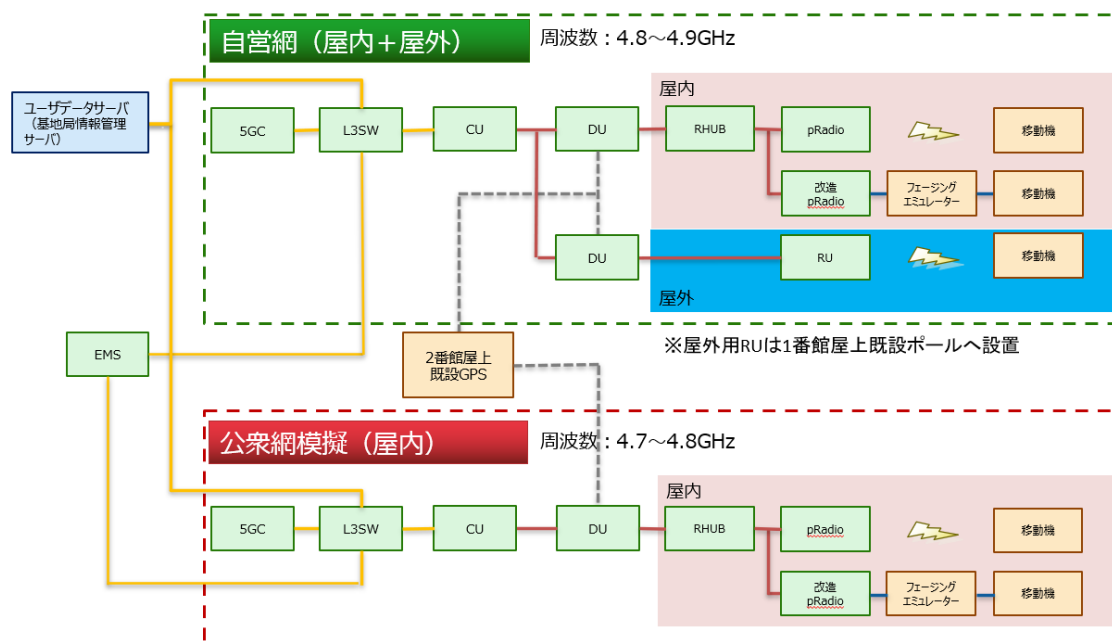 自営網（屋内＋屋外）
周波数：4.8～4.9GHz
ユーザデータサーバ
（基地局情報管理
サーバ）
屋内
5GC
L3SW
CU
DU
RHUB
pRadio
移動機
改造
pRadio
フェージング
エミュレーター
移動機
DU
RU
移動機
屋外
EMS
2番館屋上
既設GPS
※屋外用RUは1番館屋上既設ポールへ設置
公衆網模擬（屋内）
周波数：4.7～4.8GHz
屋内
5GC
L3SW
CU
DU
RHUB
pRadio
移動機
改造
pRadio
フェージング
エミュレーター
移動機